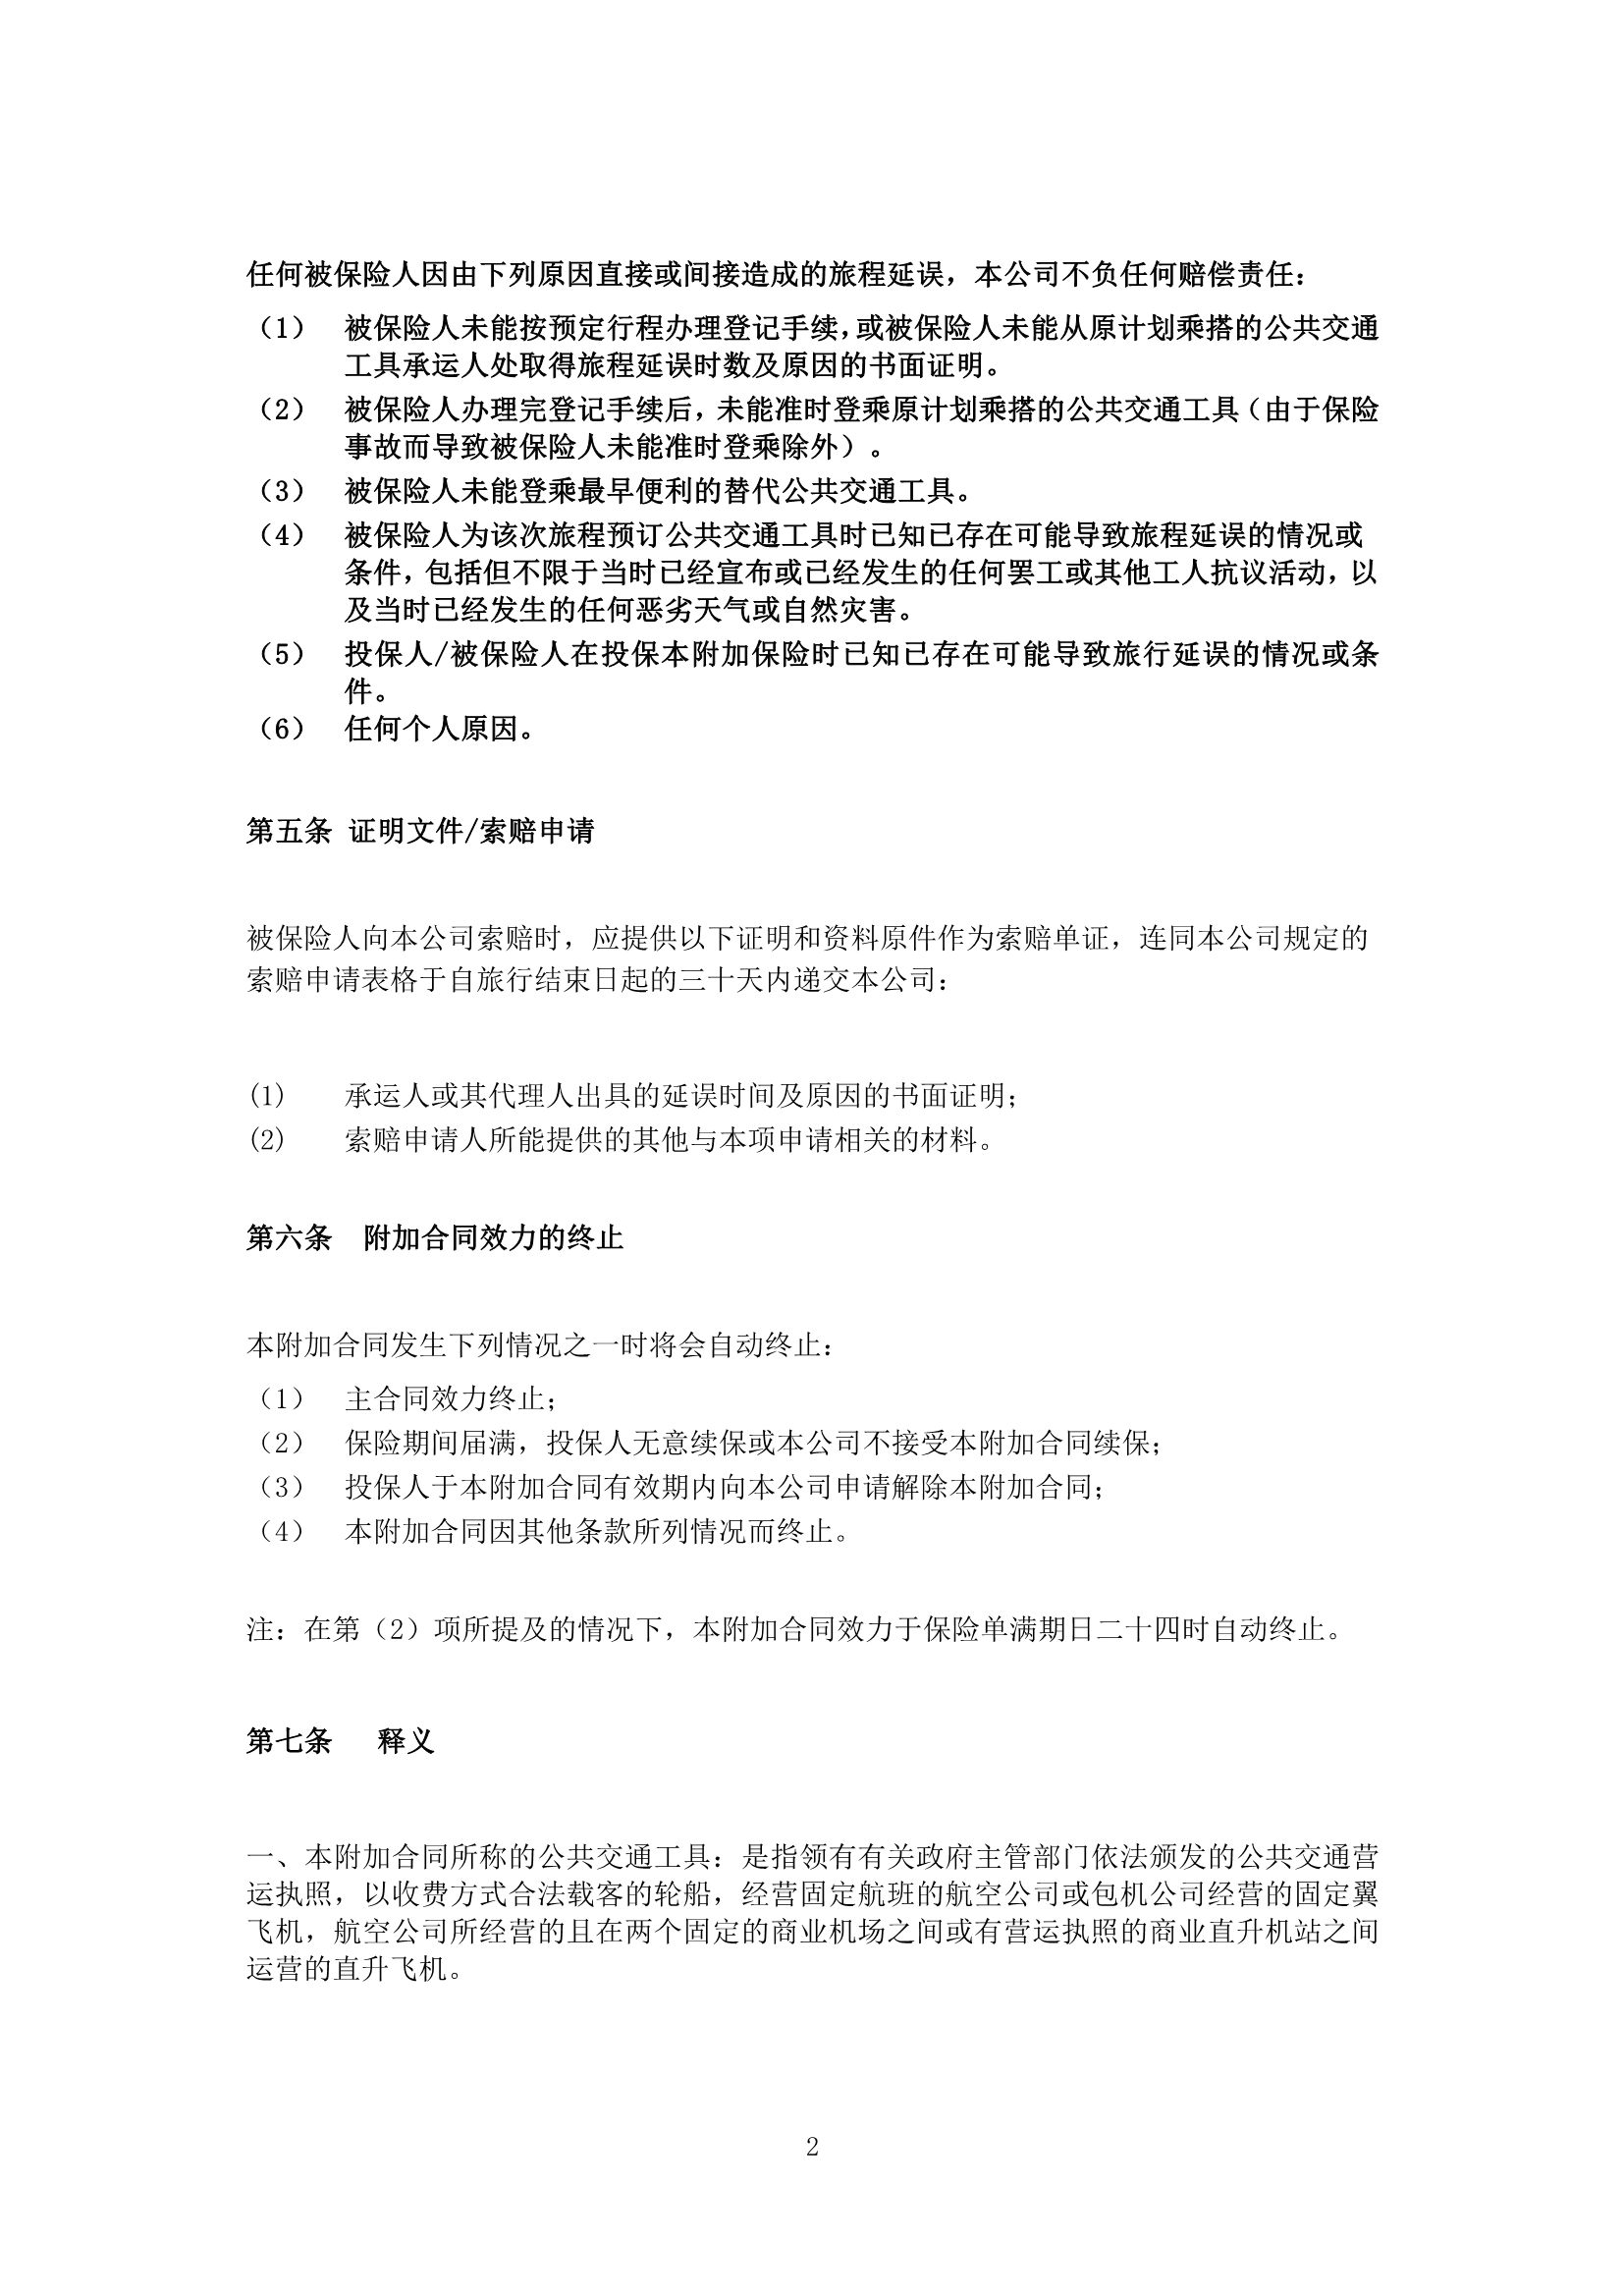 任何被保险人因由下列原因直接或间接造成的旅程延误，本公司不负任何赔偿责任：
（1） 被保险人未能按预定行程办理登记手续，或被保险人未能从原计划乘搭的公共交通
工具承运人处取得旅程延误时数及原因的书面证明。
（2） 被保险人办理完登记手续后，未能准时登乘原计划乘搭的公共交通工具（由于保险
事故而导致被保险人未能准时登乘除外）。
（3） 被保险人未能登乘最早便利的替代公共交通工具。
（4） 被保险人为该次旅程预订公共交通工具时已知已存在可能导致旅程延误的情况或
条件，包括但不限于当时已经宣布或已经发生的任何罢工或其他工人抗议活动，以
及当时已经发生的任何恶劣天气或自然灾害。
（5） 投保人/被保险人在投保本附加保险时已知已存在可能导致旅行延误的情况或条
件。
（6） 任何个人原因。
第五条 证明文件/索赔申请
被保险人向本公司索赔时，应提供以下证明和资料原件作为索赔单证，连同本公司规定的
索赔申请表格于自旅行结束日起的三十天内递交本公司：
(1) 承运人或其代理人出具的延误时间及原因的书面证明；
(2) 索赔申请人所能提供的其他与本项申请相关的材料。
第六条 附加合同效力的终止
本附加合同发生下列情况之一时将会自动终止：
（1） 主合同效力终止；
（2） 保险期间届满，投保人无意续保或本公司不接受本附加合同续保；
（3） 投保人于本附加合同有效期内向本公司申请解除本附加合同；
（4） 本附加合同因其他条款所列情况而终止。
注：在第（2）项所提及的情况下，本附加合同效力于保险单满期日二十四时自动终止。
第七条 释义
一、本附加合同所称的公共交通工具：是指领有有关政府主管部门依法颁发的公共交通营
运执照，以收费方式合法载客的轮船，经营固定航班的航空公司或包机公司经营的固定翼
飞机，航空公司所经营的且在两个固定的商业机场之间或有营运执照的商业直升机站之间
运营的直升飞机。
2